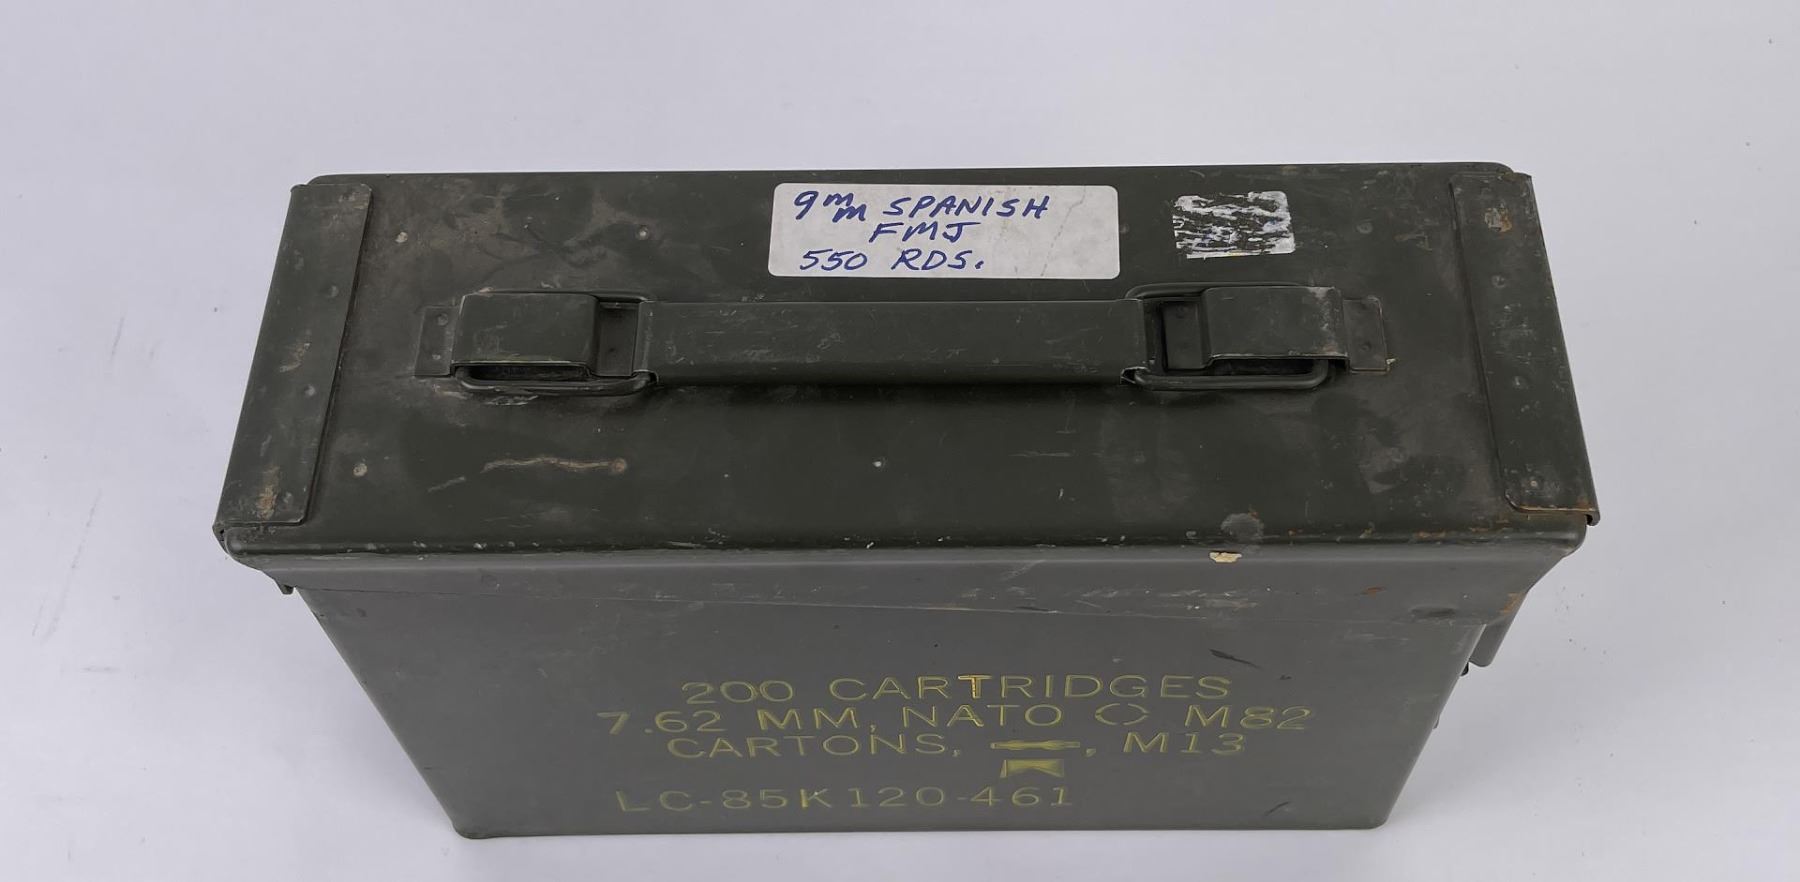 9mm SPANISH
FMJ
550 RDS.
200 CARTRIDGES
7.62 MM, NATO M82
CARTONS, , M13
LC-85K120-461